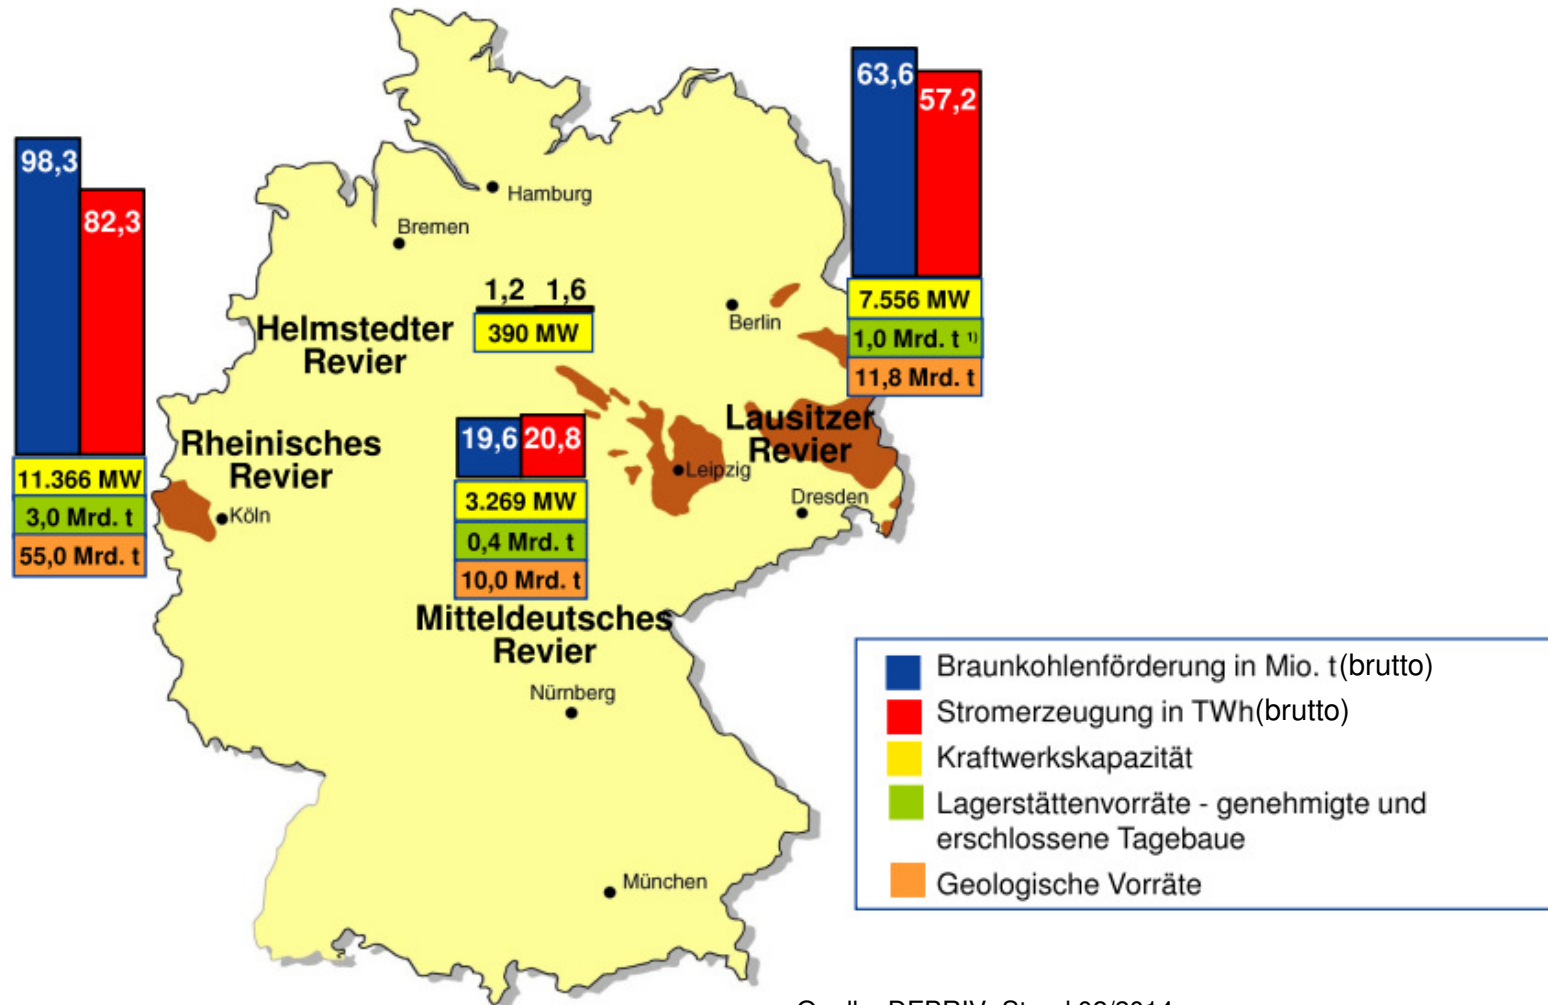 63,6
57,2
98,3
82,3
Hamburg
Bremen
1,2 1,6
390 MW
Helmstedter
Revier
Berlin
7.556 MW
1,0 Mrd. t ¹⁾
11,8 Mrd. t
Lausitzer
Revier
19,6 20,8
Rheinisches
Revier
Leipzig
11.366 MW
3,0 Mrd. t
55,0 Mrd. t
Köln
3.269 MW
0,4 Mrd. t
10,0 Mrd. t
Dresden
Mitteldeutsches
Revier
Nürnberg
München
Braunkohlenförderung in Mio. t(brutto)
Stromerzeugung in TWh(brutto)
Kraftwerkskapazität
Lagerstättenvorräte - genehmigte und
erschlossene Tagebaue
Geologische Vorräte